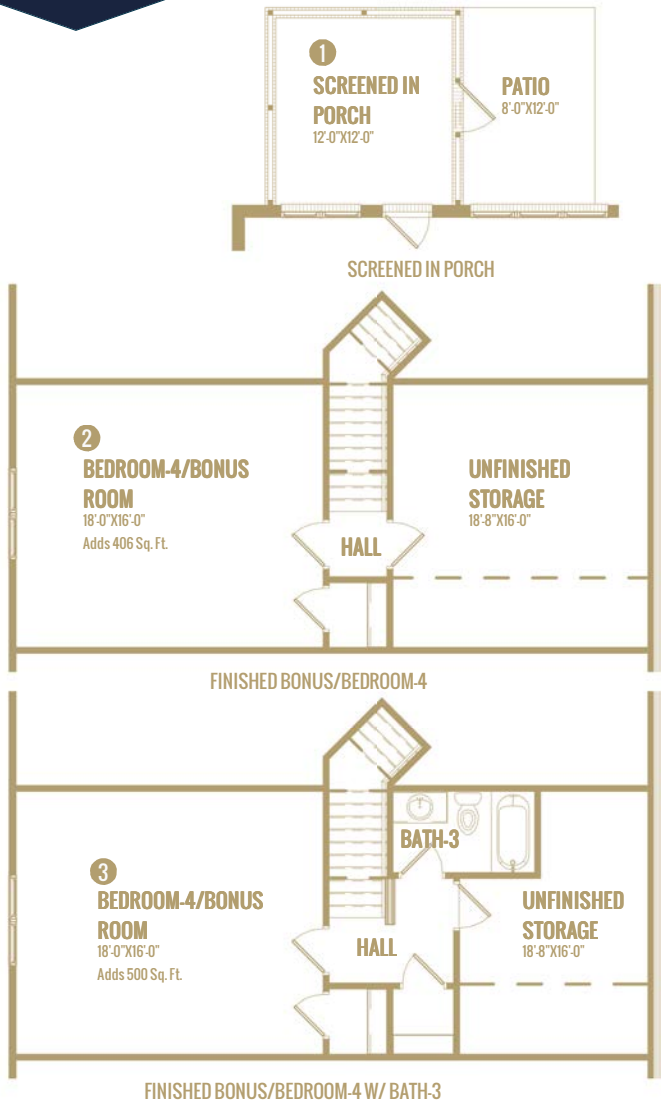 1
SCREENED IN
PORCH
12'-0"X12'-0"
PATIO
8'-0"X12'-0"
SCREENED IN PORCH
2
BEDROOM-4/BONUS
ROOM
18'-0"X16'-0"
Adds 406 Sq. Ft.
HALL
UNFINISHED
STORAGE
18'-8"X16'-0"
FINISHED BONUS/BEDROOM-4
BATH-3
3
BEDROOM-4/BONUS
ROOM
18'-0"X16'-0"
Adds 500 Sq. Ft.
HALL
UNFINISHED
STORAGE
18'-8"X16'-0"
FINISHED BONUS/BEDROOM-4 W/ BATH-3